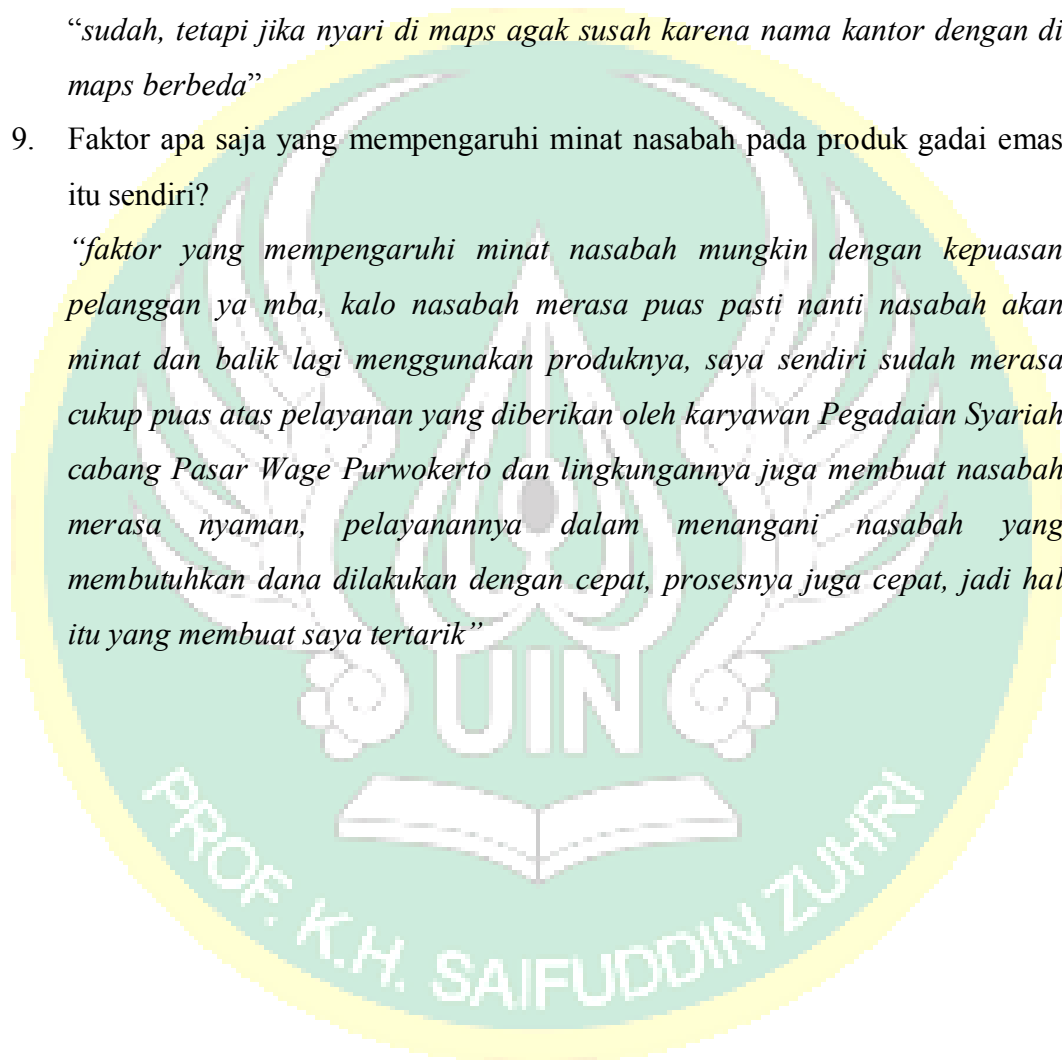 “sudah, tetapi jika nyari di maps agak susah karena nama kantor dengan di
maps berbeda”
9. Faktor apa saja yang mempengaruhi minat nasabah pada produk gadai emas
itu sendiri?
“faktor yang mempengaruhi minat nasabah mungkin dengan kepuasan
pelanggan ya mba, kalo nasabah merasa puas pasti nanti nasabah akan
minat dan balik lagi menggunakan produknya, saya sendiri sudah merasa
cukup puas atas pelayanan yang diberikan oleh karyawan Pegadaian Syariah
cabang Pasar Wage Purwokerto dan lingkungannya juga membuat nasabah
merasa nyaman, pelayanannya dalam menangani nasabah yang
membutuhkan dana dilakukan dengan cepat, prosesnya juga cepat, jadi hal
itu yang membuat saya tertarik”
UIN
PROF. K.H. SAIFUDDIN ZUHRI